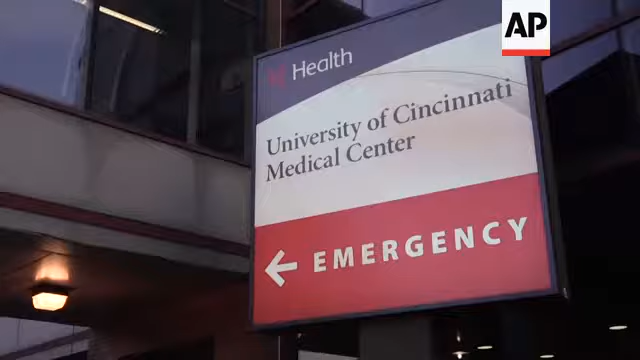 AP
Health
University of Cincinnati
Medical Center
← EMERGENCY